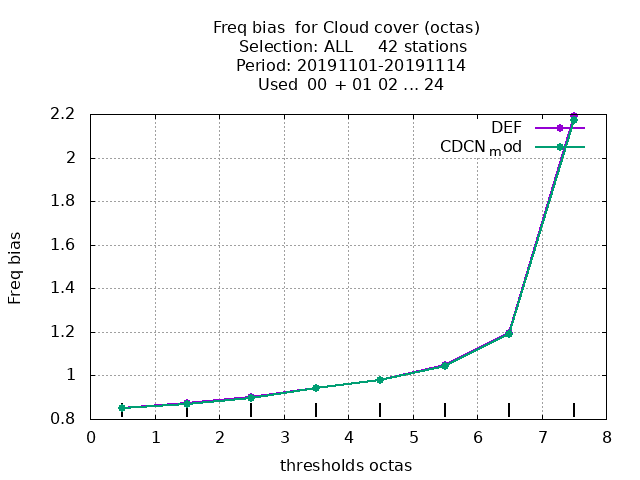 Freq bias  for Cloud cover (octas)
Selection: ALL     42 stations
Period: 20191101-20191114
Used  00  + 01 02 ... 24
DEF
CDCN_mod
2.2
2
1.8
1.6
1.4
1.2
1
0.8
Freq bias
0 1 2 3 4 5 6 7 8
thresholds octas